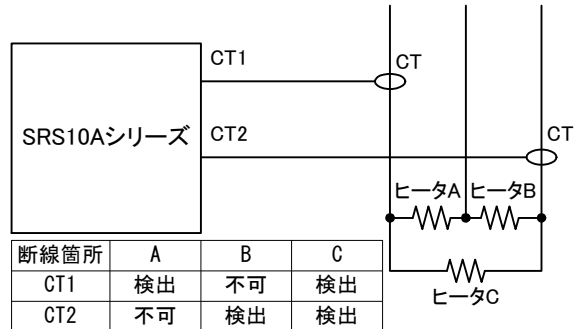 CT1
CT
SRS10Aシリーズ
CT2
CT
ヒータA ヒータB
ヒータC
断線箇所 A B C
CT1 検出 不可 検出
CT2 不可 検出 検出